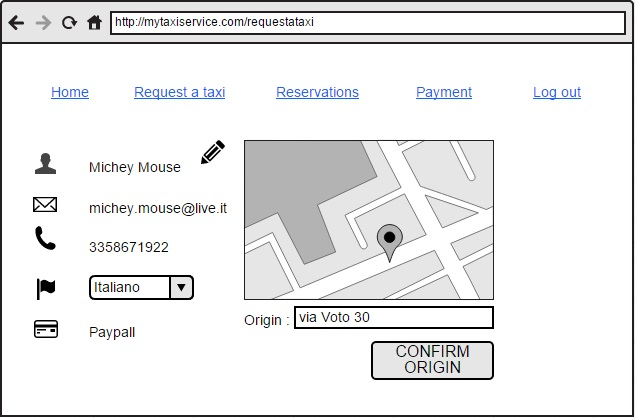 http://mytaxiservice.com/requestataxi
Home Request a taxi Reservations Payment Log out
Michey Mouse
michey.mouse@live.it
3358671922
Italiano
Paypall
Origin : via Voto 30
CONFIRM
ORIGIN